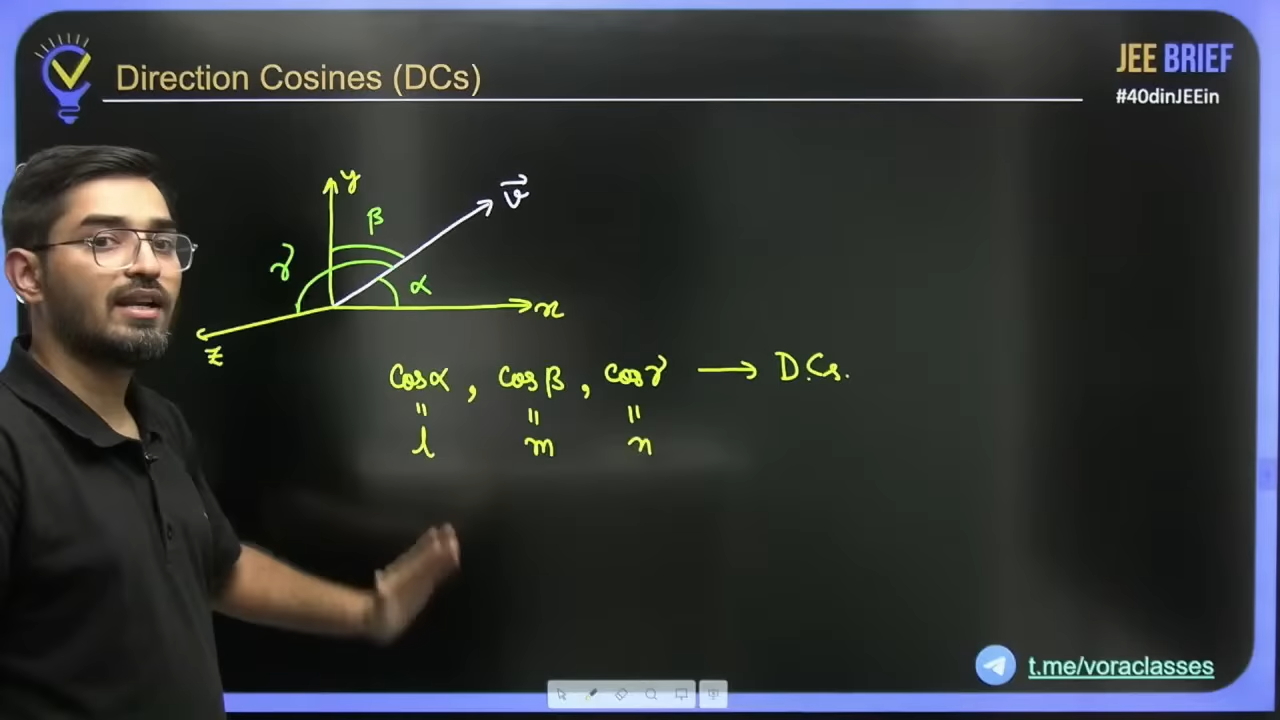 Direction Cosines (DCs)
JEE BRIEF
#40dinJEEin
y
β
v
γ
α
x
z
cosα , cosβ , cosγ → D.Cs.
= = =
l m n
t.me/voraclasses